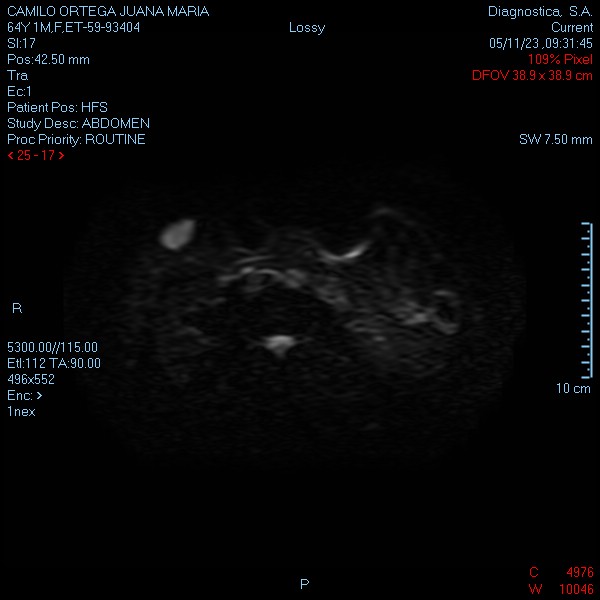 CAMILO ORTEGA JUANA MARIA
64Y 1M,F,ET-59-93404
SI:17
Pos:42.50 mm
Tra
Ec:1
Patient Pos: HFS
Study Desc: ABDOMEN
Proc Priority: ROUTINE
< 25 - 17 >
Lossy
Diagnostica, S.A.
Current
05/11/23 ,09:31:45
109% Pixel
DFOV 38.9 x 38.9 cm
SW 7.50 mm
R
5300.00//115.00
Etl:112 TA:90.00
496x552
Enc: >
1nex
10 cm
P
C 4976
W 10046